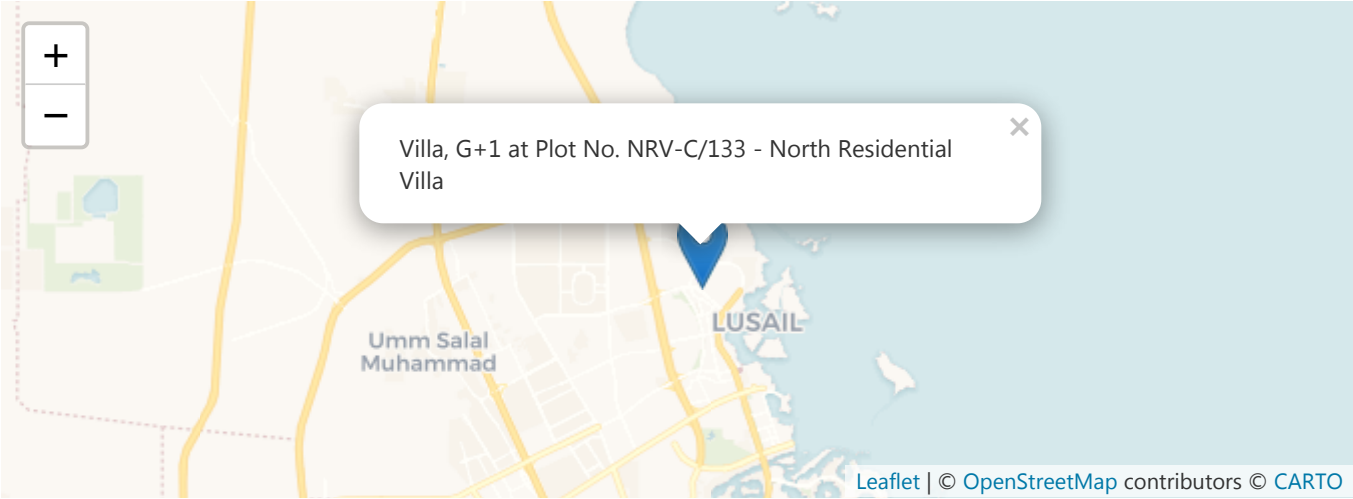 +
−
Villa, G+1 at Plot No. NRV-C/133 - North Residential
Villa
×
LUSAIL
Umm Salal
Muhammad
Leaflet | © OpenStreetMap contributors © CARTO